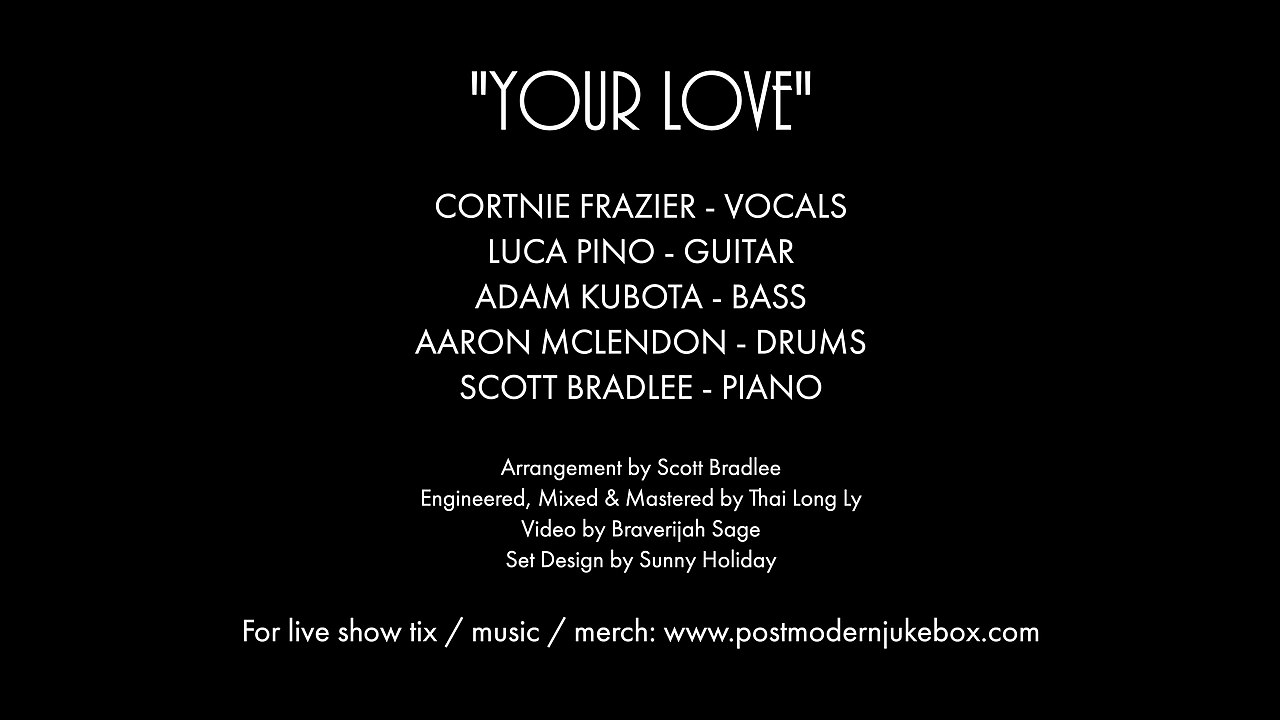 "YOUR LOVE"
CORTNIE FRAZIER - VOCALS
LUCA PINO - GUITAR
ADAM KUBOTA - BASS
AARON MCLENDON - DRUMS
SCOTT BRADLEE - PIANO
Arrangement by Scott Bradlee
Engineered, Mixed & Mastered by Thai Long Ly
Video by Braverijah Sage
Set Design by Sunny Holiday
For live show tix / music / merch: www.postmodernjukebox.com